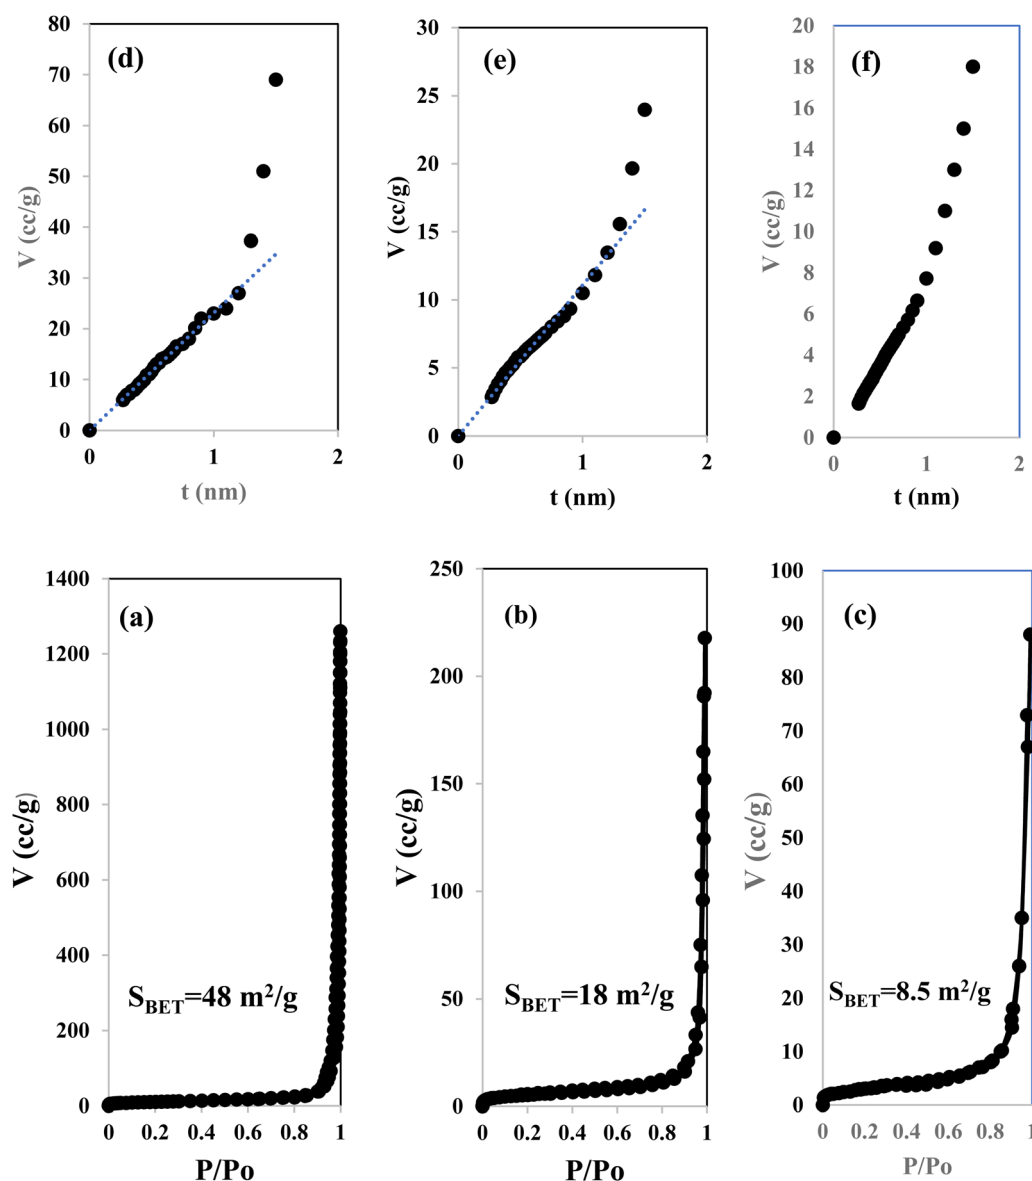 (d)
80
70
60
50
40
30
20
10
0
V (cc/g)
0 1 2
t (nm)
(e)
30
25
20
15
10
5
0
V (cc/g)
0 1 2
t (nm)
(f)
20
18
16
14
12
10
8
6
4
2
0
V (cc/g)
0 1 2
t (nm)
(a)
1400
1200
1000
800
600
400
200
0
V (cc/g)
S_BET=48 m²/g
0 0.2 0.4 0.6 0.8 1
P/Po
(b)
250
200
150
100
50
0
V (cc/g)
S_BET=18 m²/g
0 0.2 0.4 0.6 0.8 1
P/Po
(c)
100
90
80
70
60
50
40
30
20
10
0
V (cc/g)
S_BET=8.5 m²/g
0 0.2 0.4 0.6 0.8 1
P/Po